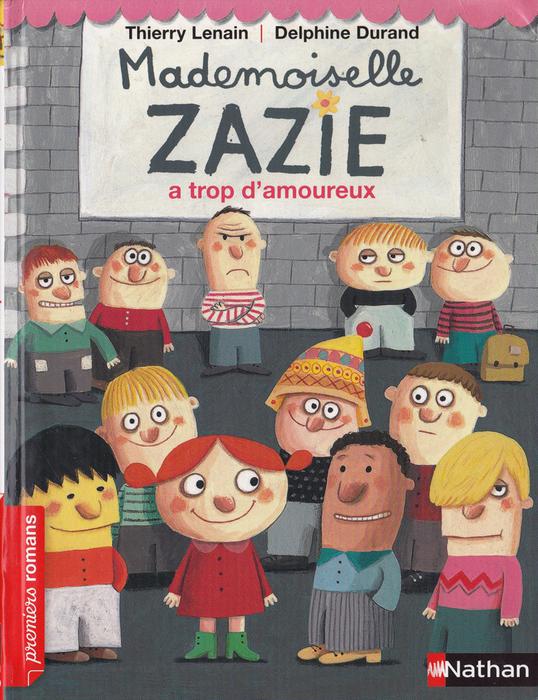 Thierry Lenain | Delphine Durand
Mademoiselle
ZAZIE
a trop d'amoureux
premiers romans
Nathan